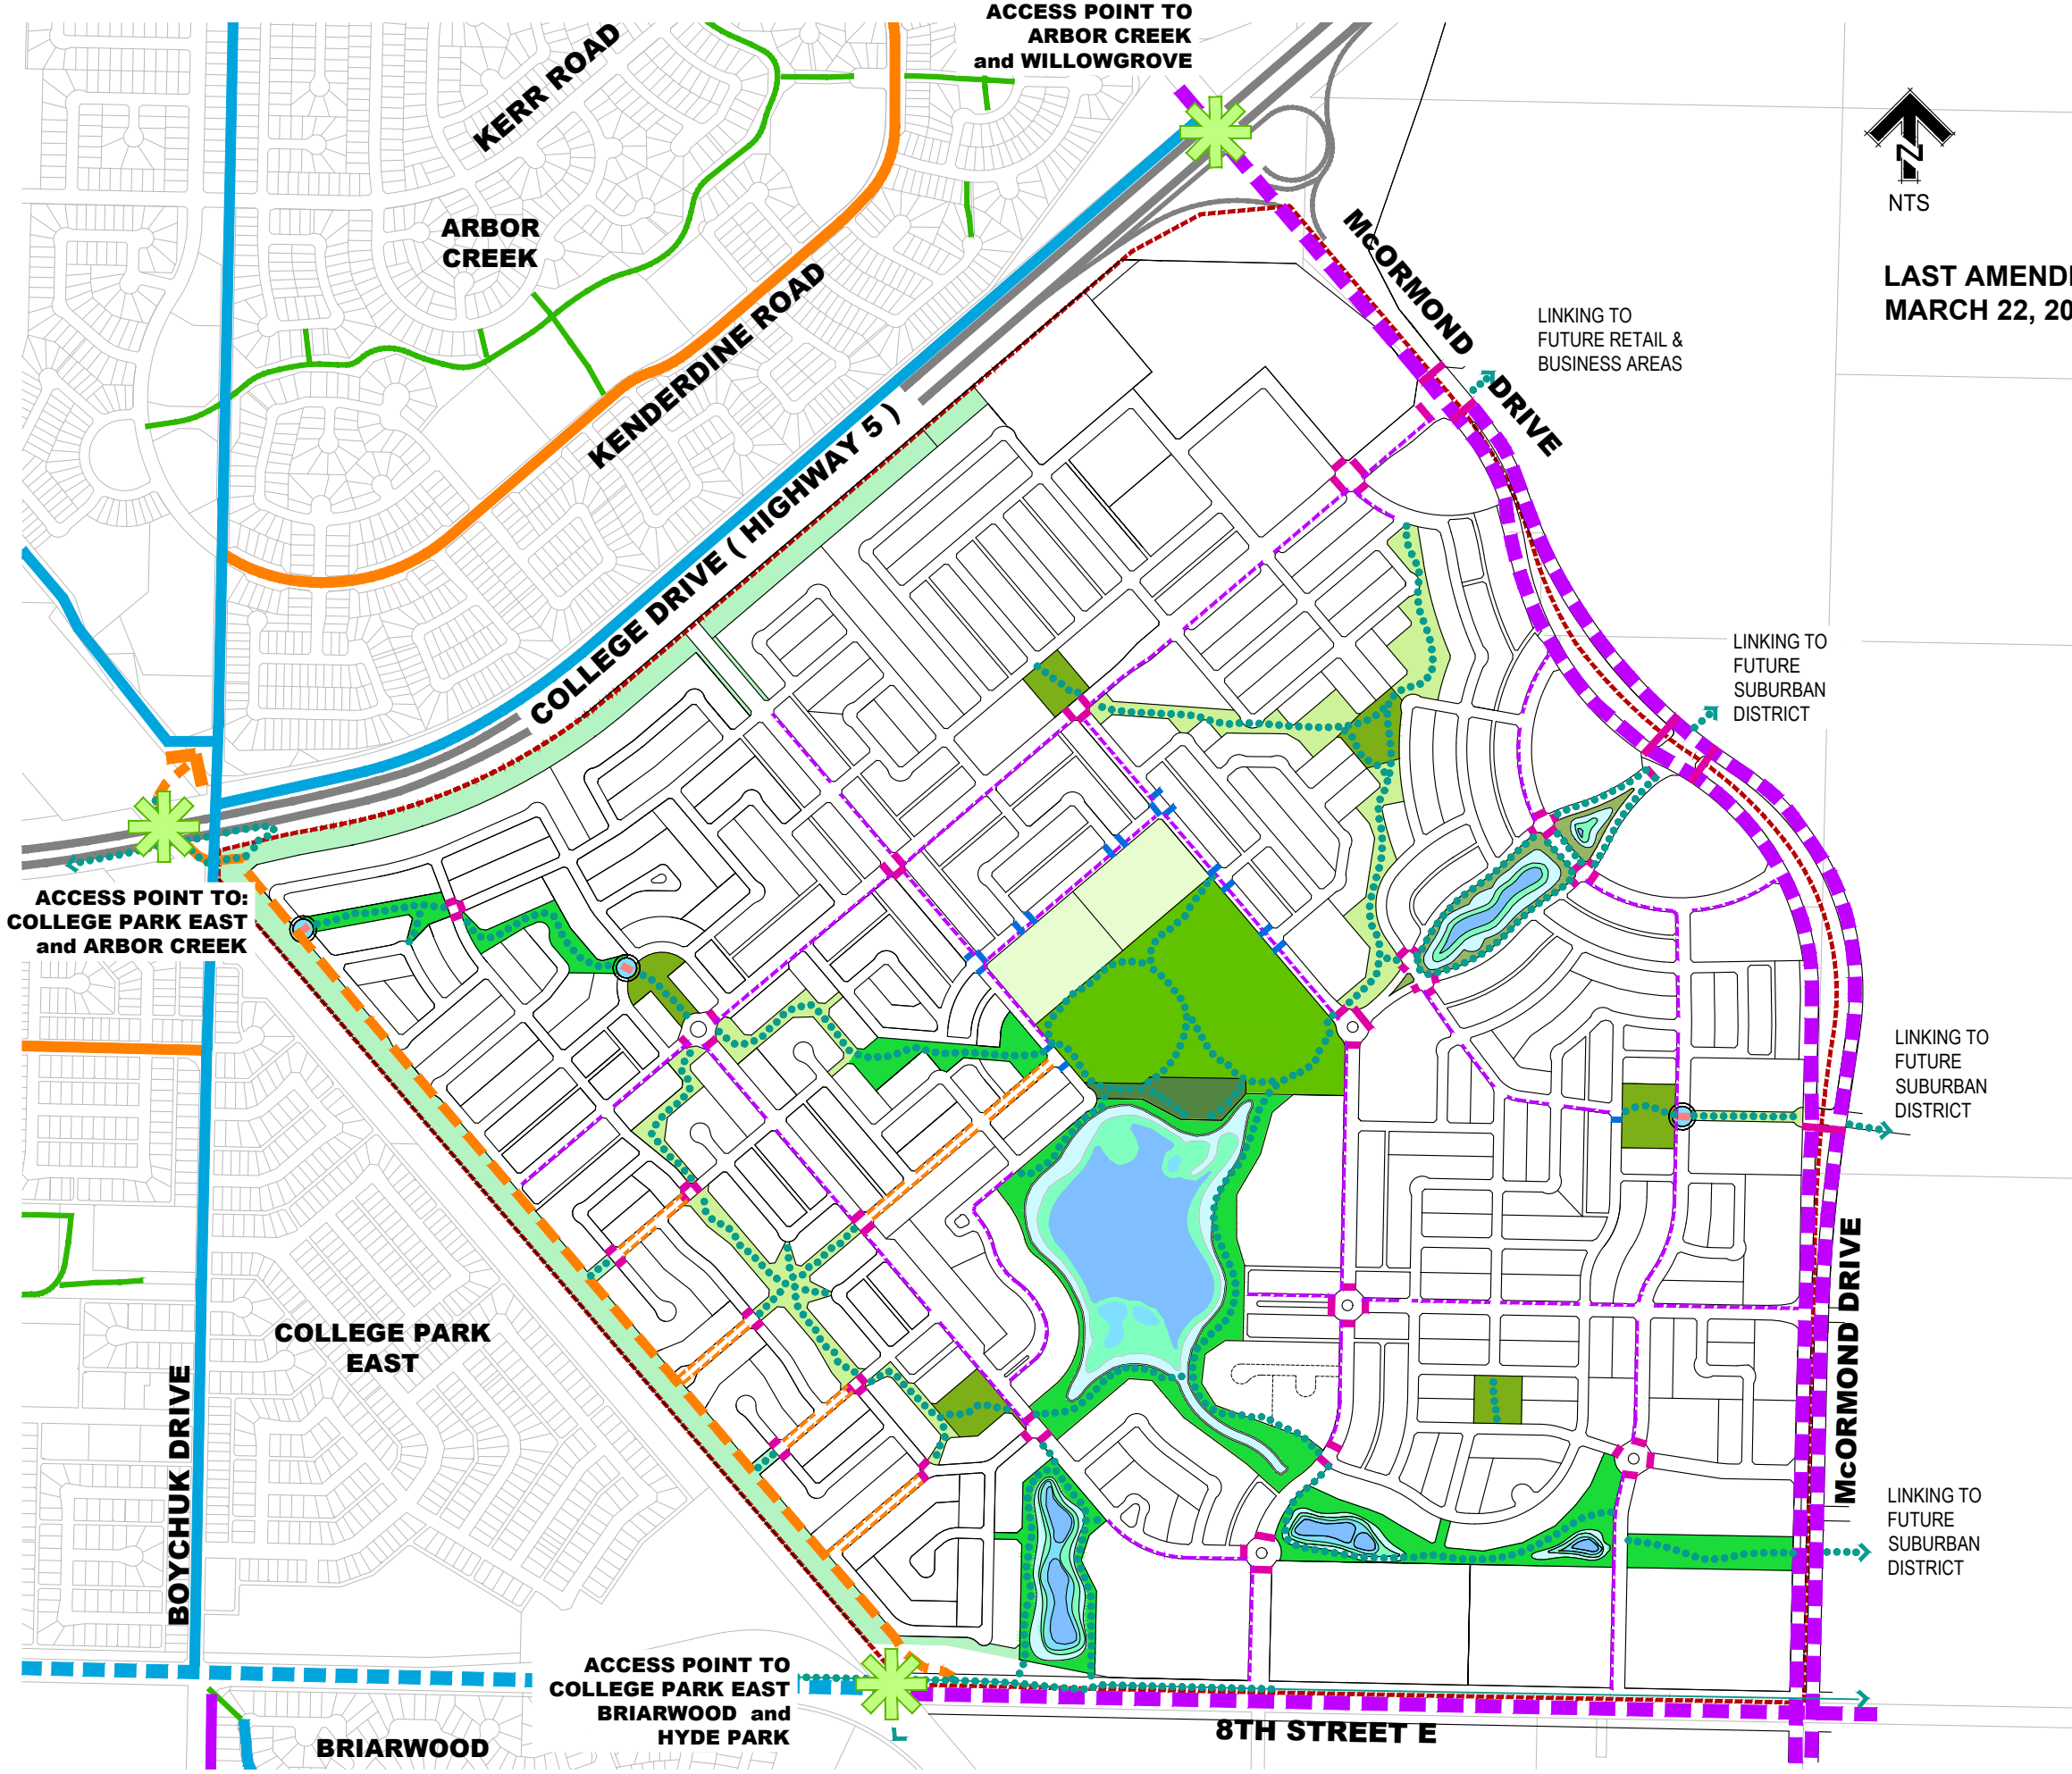 ACCESS POINT TO
ARBOR CREEK
and WILLOWGROVE
KERR ROAD
NTS
ARBOR
CREEK
McORMOND
DRIVE
LAST AMEND
MARCH 22, 20
LINKING TO
FUTURE RETAIL &
BUSINESS AREAS
KENDERDINE ROAD
COLLEGE DRIVE ( HIGHWAY 5 )
LINKING TO
FUTURE
SUBURBAN
DISTRICT
ACCESS POINT TO:
COLLEGE PARK EAST
and ARBOR CREEK
LINKING TO
FUTURE
SUBURBAN
DISTRICT
COLLEGE PARK
EAST
BOYCHUK DRIVE
McORMOND DRIVE
LINKING TO
FUTURE
SUBURBAN
DISTRICT
ACCESS POINT TO
COLLEGE PARK EAST
BRIARWOOD and
HYDE PARK
8TH STREET E
BRIARWOOD